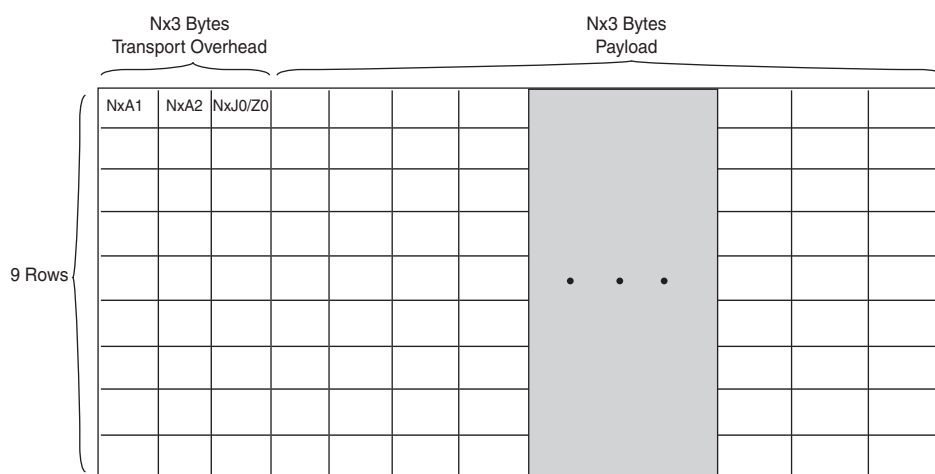 Nx3 Bytes
Transport Overhead
Nx3 Bytes
Payload
NxA1 NxA2 NxJ0/Z0
9 Rows